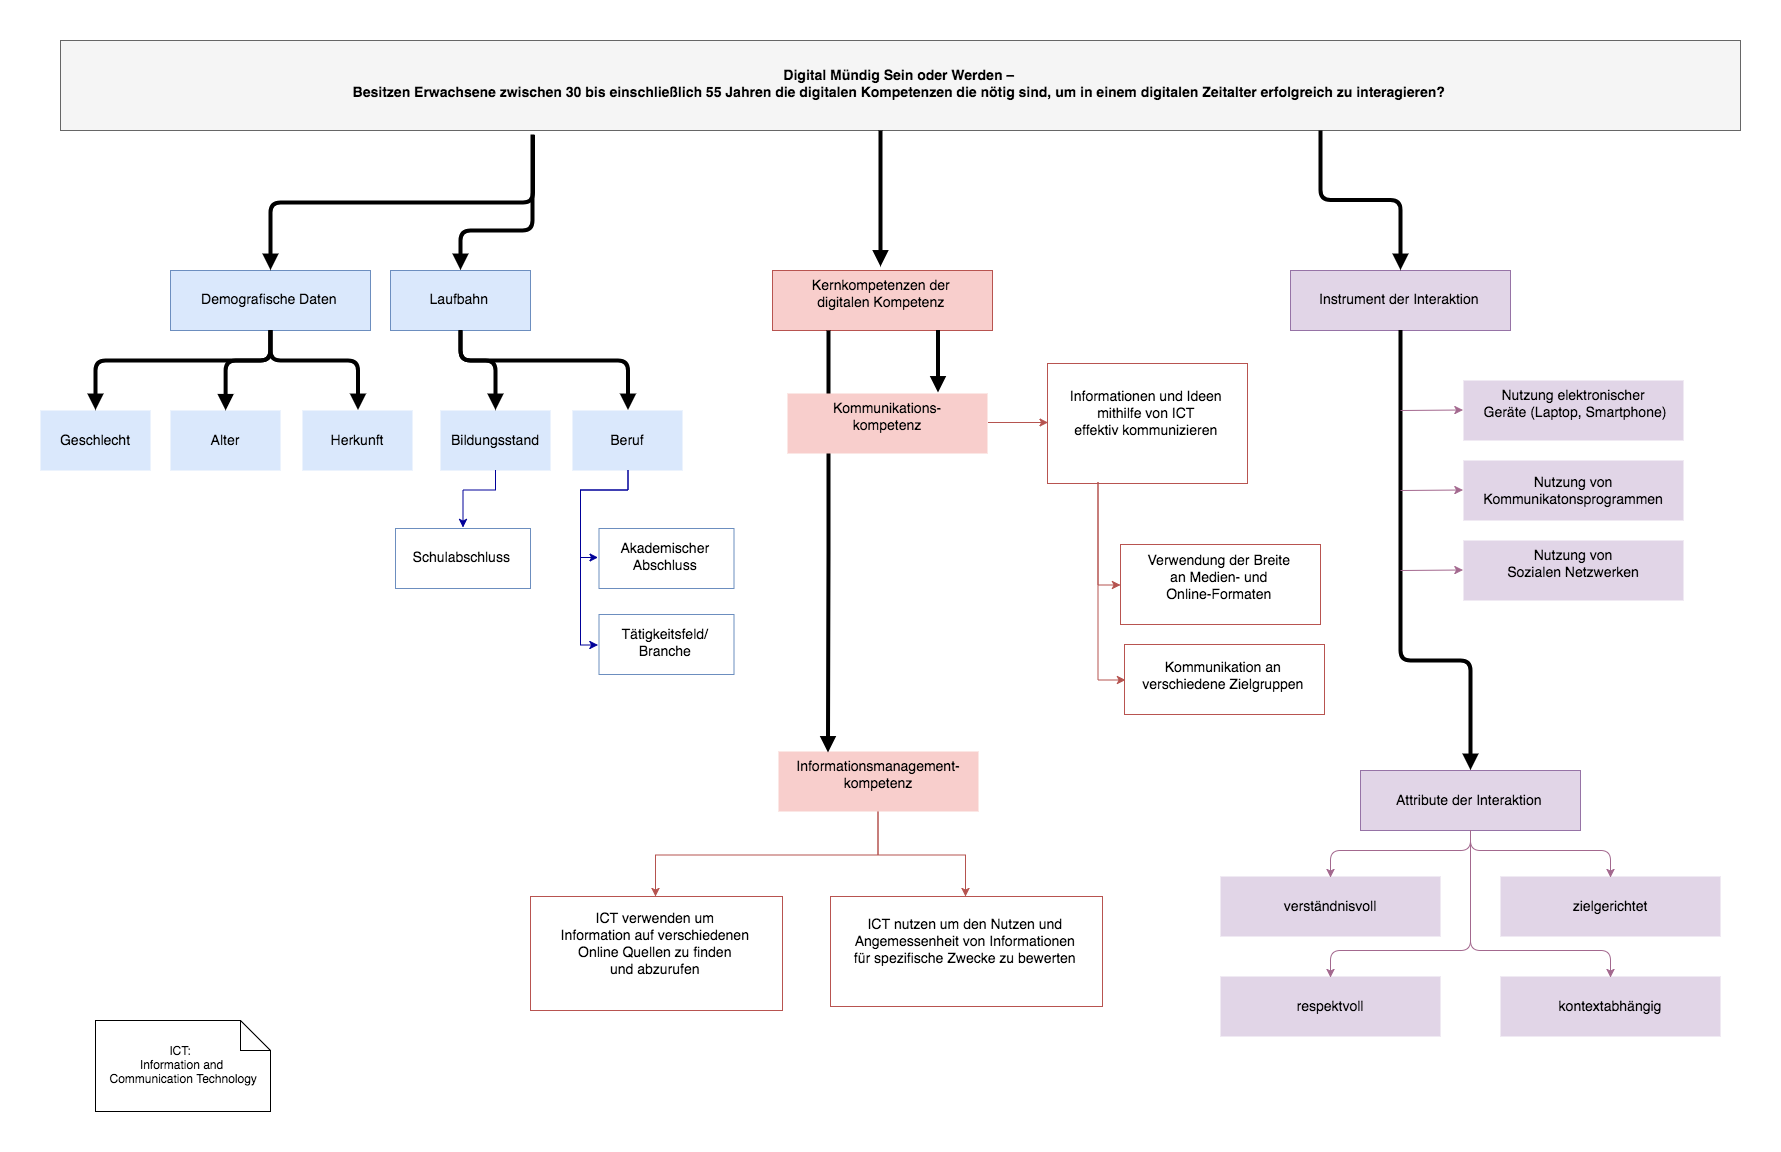 Digital Mündig Sein oder Werden –
Besitzen Erwachsene zwischen 30 bis einschließlich 55 Jahren die digitalen Kompetenzen die nötig sind, um in einem digitalen Zeitalter erfolgreich zu interagieren?
Demografische Daten
Laufbahn
Kernkompetenzen der
digitalen Kompetenz
Instrument der Interaktion
Geschlecht
Alter
Herkunft
Bildungsstand
Beruf
Schulabschluss
Akademischer
Abschluss
Tätigkeitsfeld/
Branche
Kommunikations-
kompetenz
Informationen und Ideen
mithilfe von ICT
effektiv kommunizieren
Verwendung der Breite
an Medien- und
Online-Formaten
Kommunikation an
verschiedene Zielgruppen
Nutzung elektronischer
Geräte (Laptop, Smartphone)
Nutzung von
Kommunikatonsprogrammen
Nutzung von
Sozialen Netzwerken
Informationsmanagement-
kompetenz
ICT verwenden um
Information auf verschiedenen
Online Quellen zu finden
und abzurufen
ICT nutzen um den Nutzen und
Angemessenheit von Informationen
für spezifische Zwecke zu bewerten
Attribute der Interaktion
verständnisvoll
zielgerichtet
respektvoll
kontextabhängig
ICT:
Information and
Communication Technology